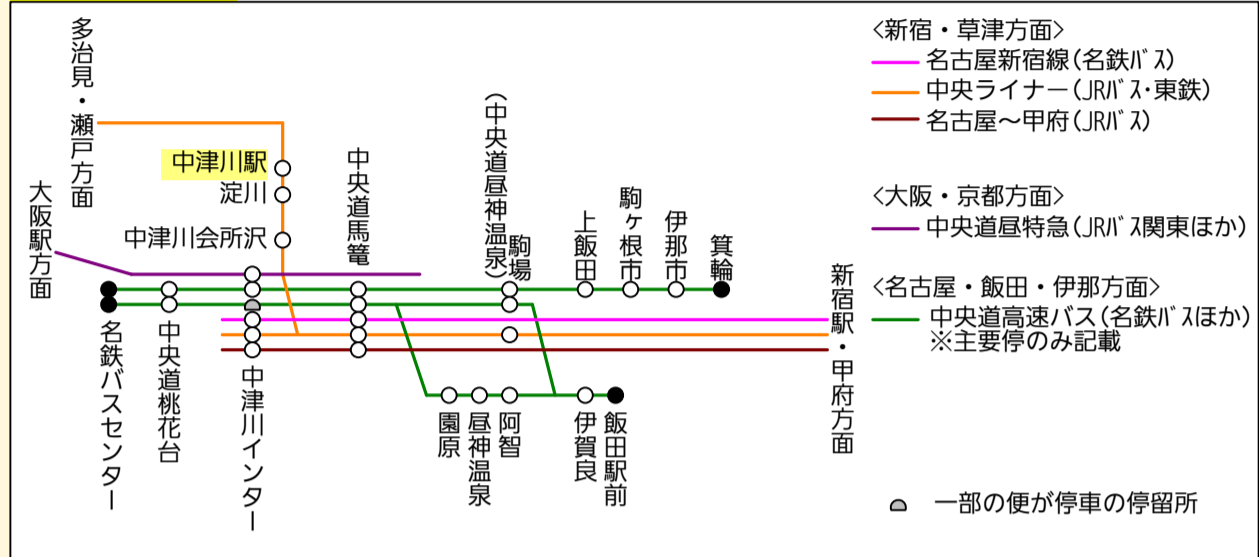 多治見・瀬戸方面
大阪駅方面
中津川駅
淀川
中津川会所沢
中央道馬篭
(中央道昼神温泉)
駒場
上飯田
駒ヶ根市
伊那市
箕輪
新宿駅・甲府方面
名鉄バスセンター
中央道桃花台
中津川インター
園原
昼神温泉
阿智
伊賀良
飯田駅前
<新宿・草津方面>
名古屋新宿線(名鉄バス)
中央ライナー(JRバス・東鉄)
名古屋～甲府(JRバス)
<大阪・京都方面>
中央道昼特急(JRバス関東ほか)
<名古屋・飯田・伊那方面>
中央道高速バス(名鉄バスほか)
※主要停のみ記載
一部の便が停車の停留所